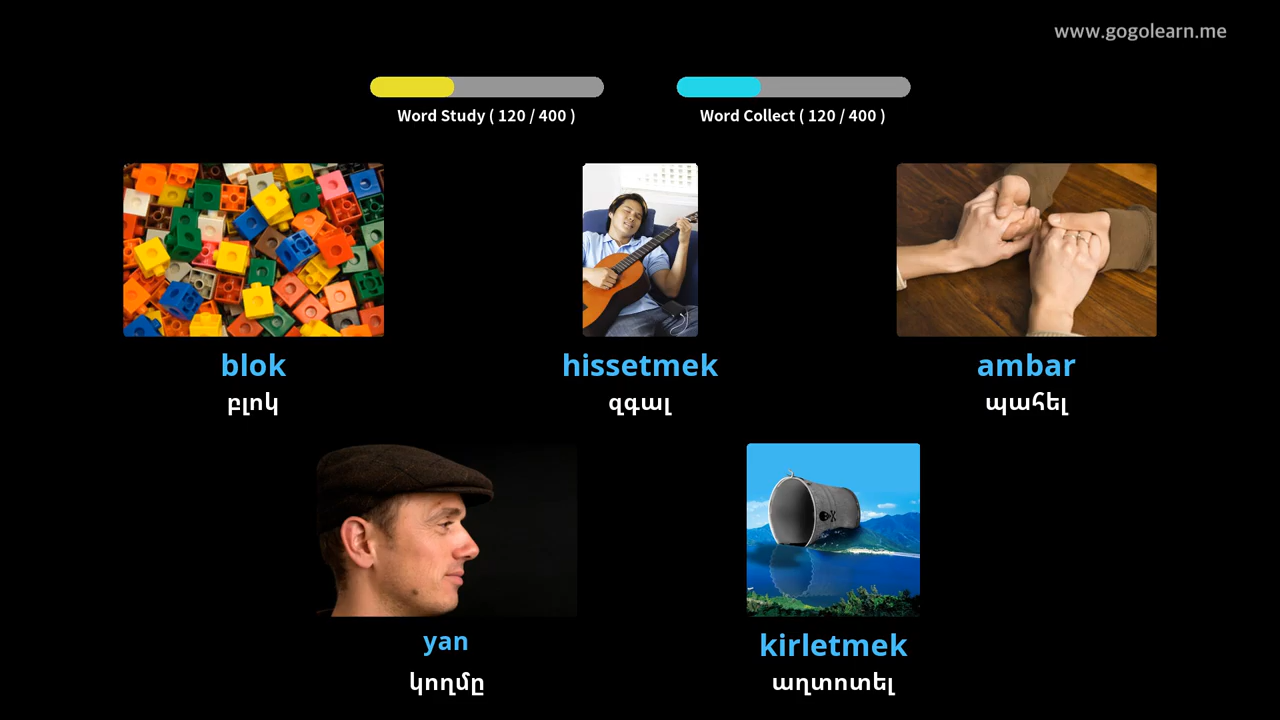 www.gogolearn.me
Word Study ( 120 / 400 )
Word Collect ( 120 / 400 )
blok
hissetmek
ambar
բլոկ
զգալ
պահել
yan
kirletmek
կողմը
աղտոտել